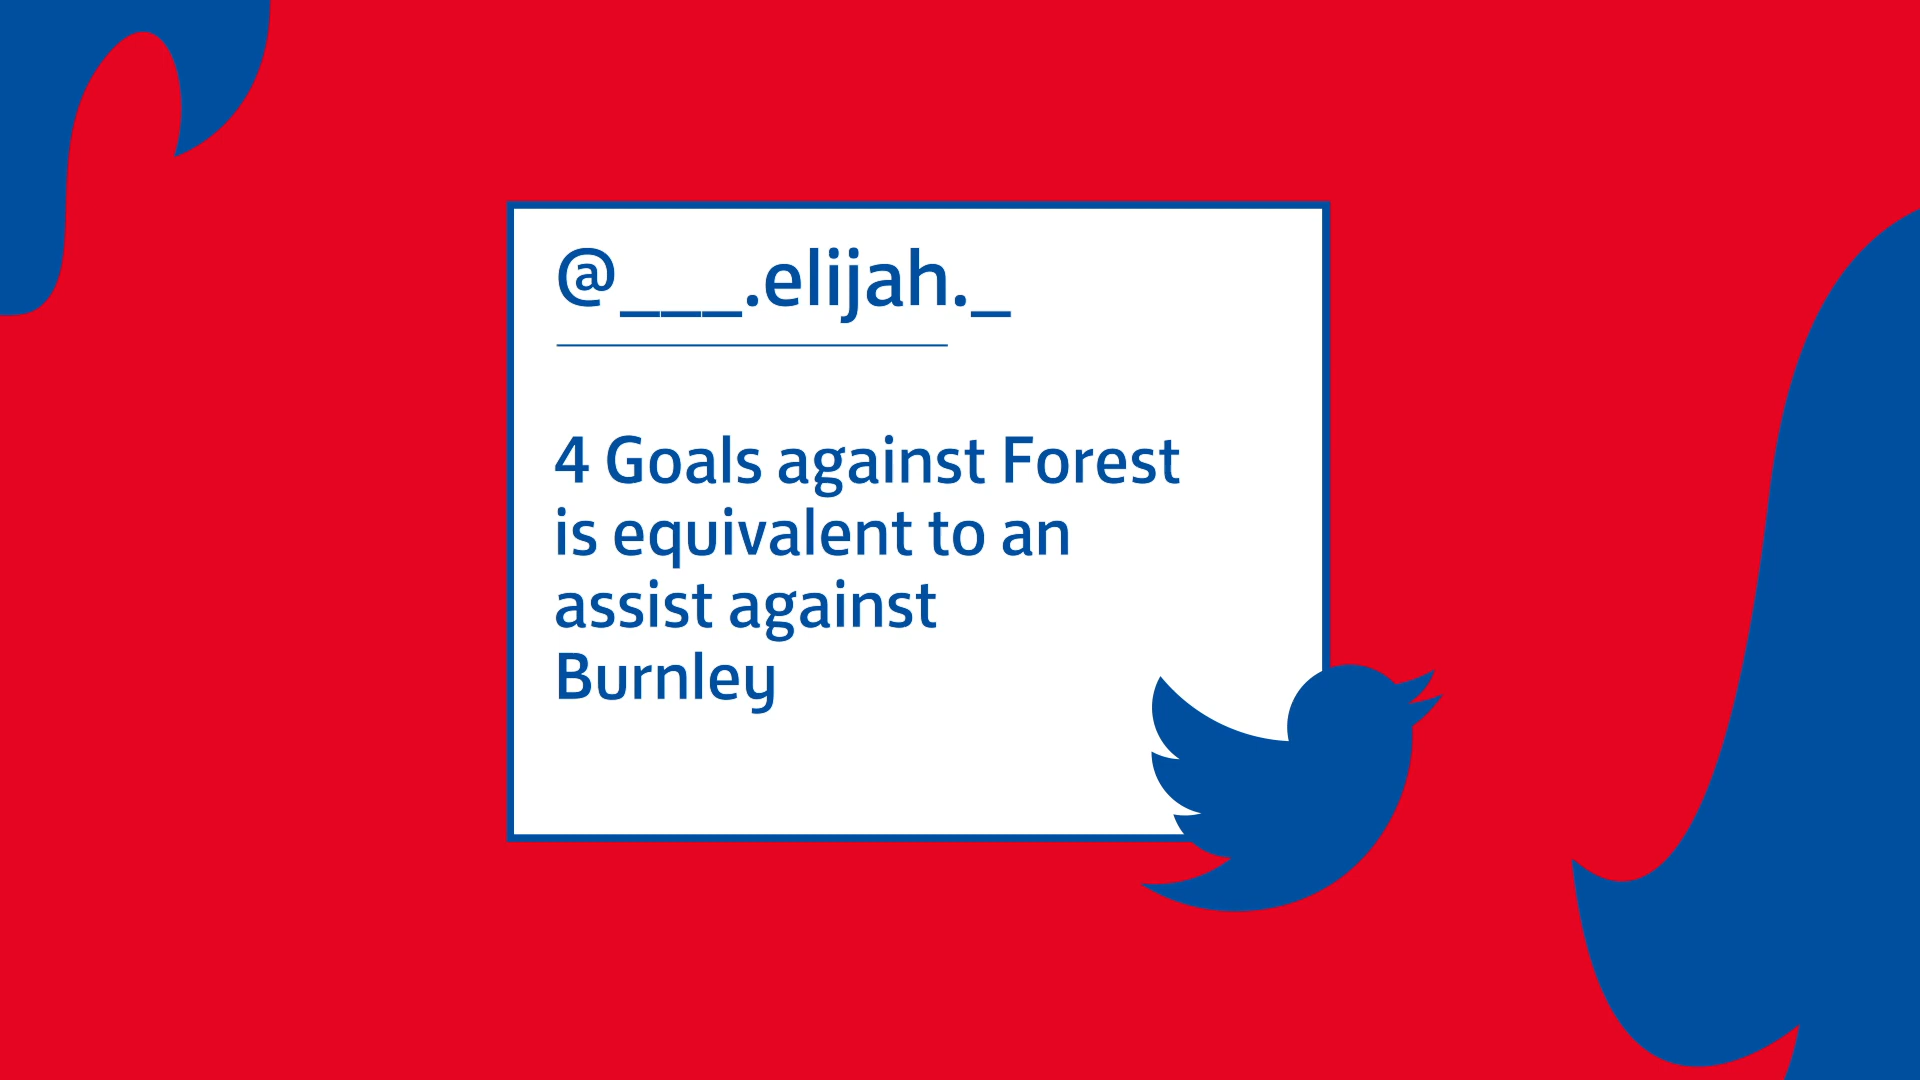 @___.elijah._
4 Goals against Forest
is equivalent to an
assist against
Burnley